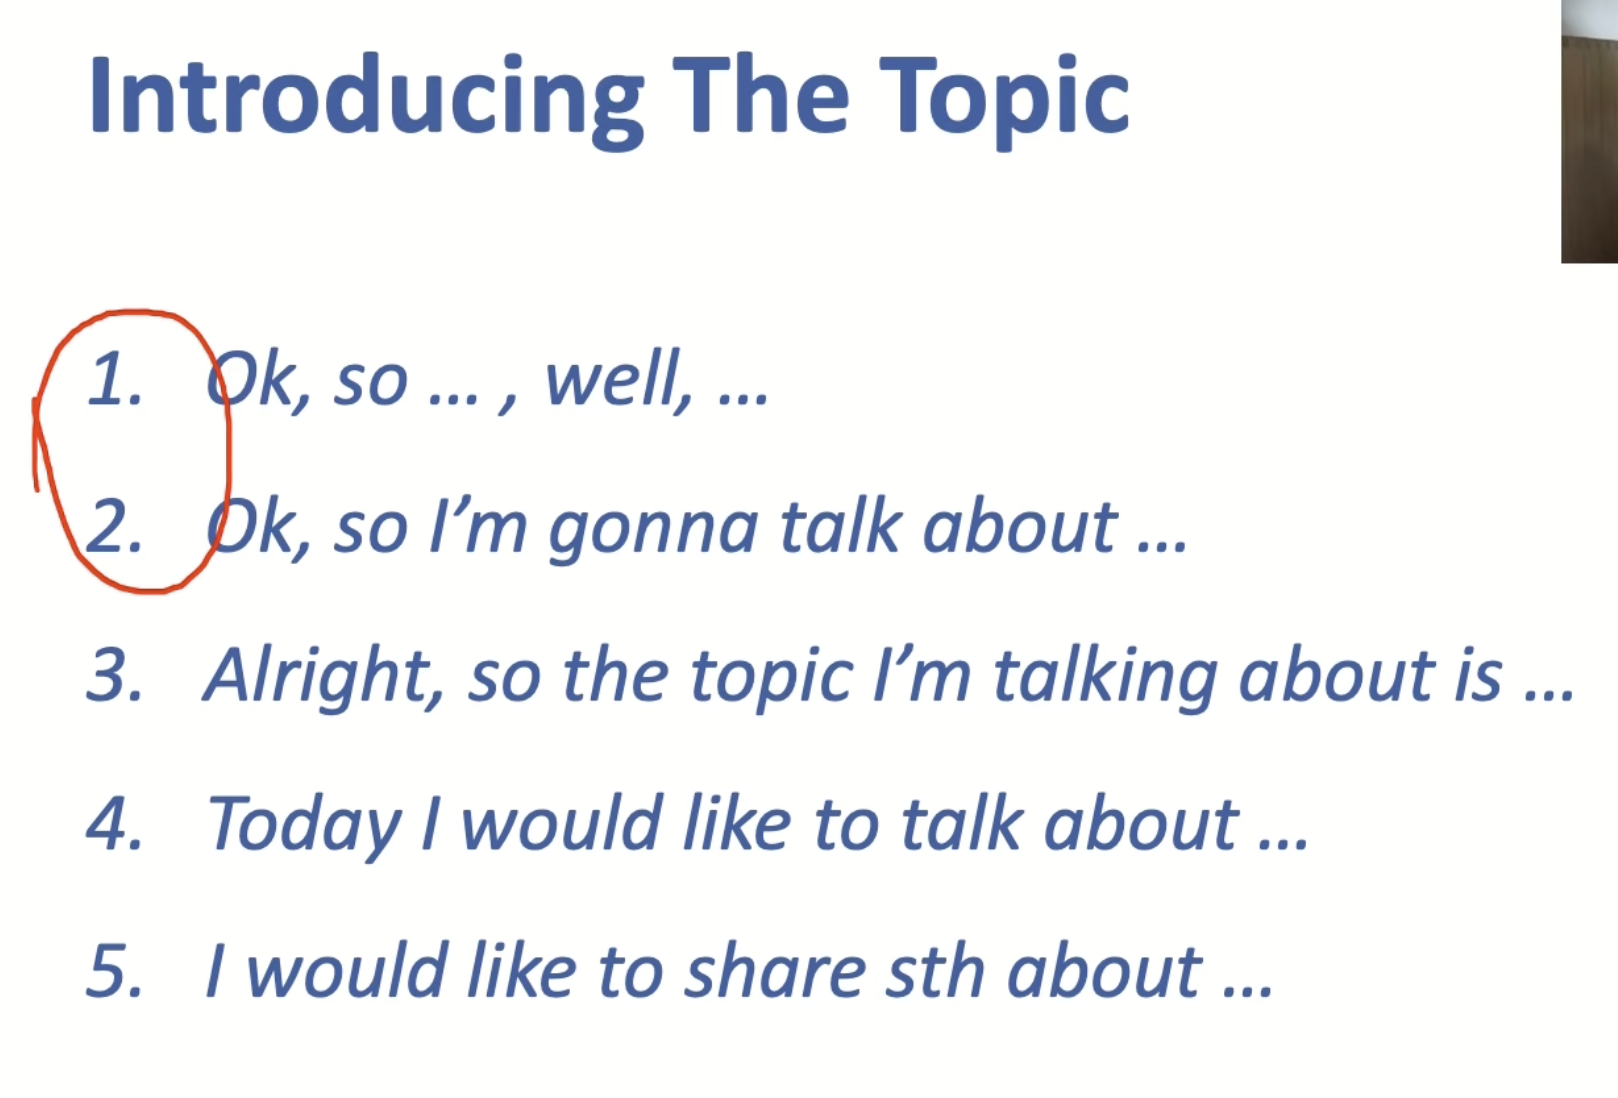 Introducing The Topic
1. Ok, so ... , well, ...
2. Ok, so I’m gonna talk about ...
3. Alright, so the topic I’m talking about is ...
4. Today I would like to talk about ...
5. I would like to share sth about ...